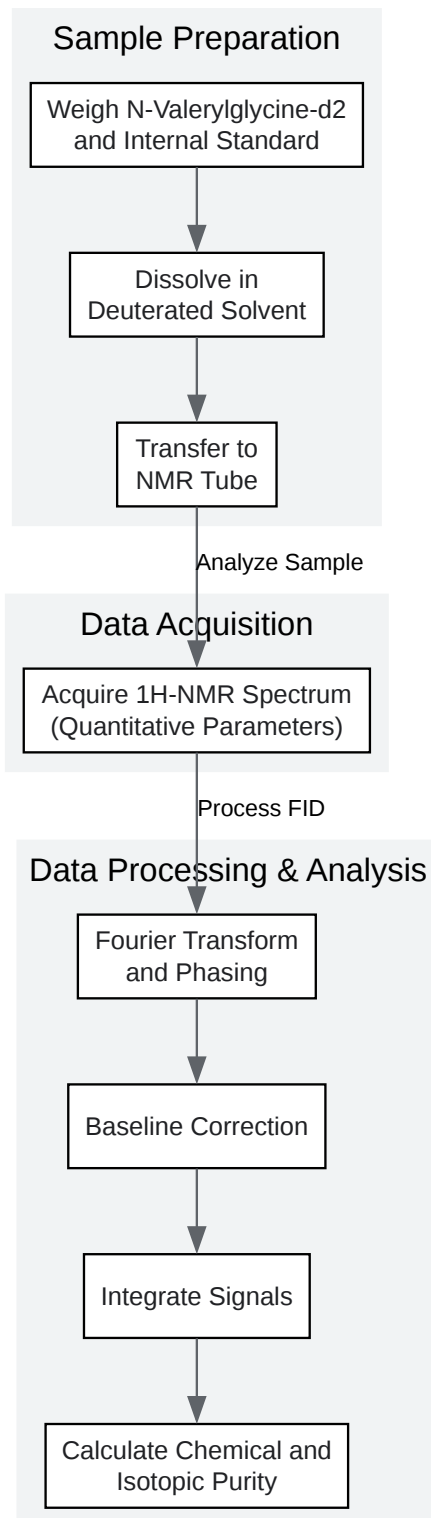 Sample Preparation
Weigh N-Valerylglycine-d2
and Internal Standard
Dissolve in
Deuterated Solvent
Transfer to
NMR Tube
Analyze Sample
Data Acquisition
Acquire 1H-NMR Spectrum
(Quantitative Parameters)
Process FID
Data Processing & Analysis
Fourier Transform
and Phasing
Baseline Correction
Integrate Signals
Calculate Chemical and
Isotopic Purity